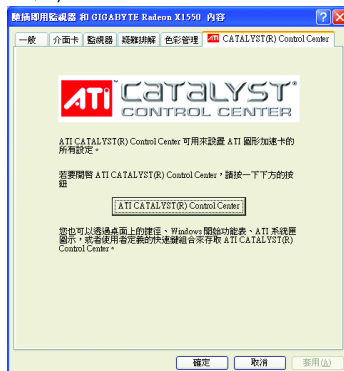 隨插即用監視器 和 GIGABYTE Radeon X1550 內容
一般 介面卡 監視器 疑難排解 色彩管理 ATI CATALYST(R) Control Center
ATI CATALYST™
CONTROL CENTER
ATI CATALYST(R) Control Center 可用來設置 ATI 圖形加速卡的
所有設定。
若要開啓 ATI CATALYST(R) Control Center，請按一下下方的按
鈕
ATI CATALYST(R) Control Center
您也可以透過桌面上的捷徑、Windows 開始功能表、ATI 系統匣
圖示，或者使用者定義的快速鍵組合來存取 ATI CATALYST(R)
Control Center。
確定 取消 套用(A)